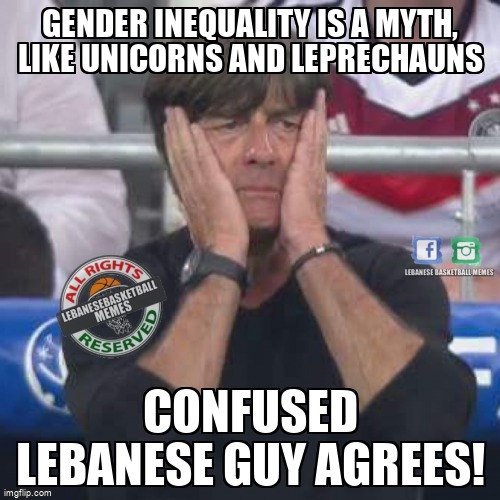 GENDER INEQUALITY IS A MYTH,
LIKE UNICORNS AND LEPRECHAUNS
ALL RIGHTS
LEBANESEBASKETBALL
MEMES
RESERVED
f
LEBANESE BASKETBALL MEMES
CONFUSED
LEBANESE GUY AGREES!
imgflip.com